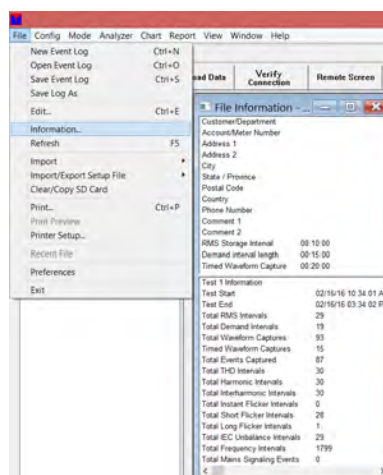 File Config Mode Analyzer Chart Report View Window Help
New Event Log Ctrl+N
Open Event Log Ctrl+O
Save Event Log Ctrl+S
Save Log As
Edit... Ctrl+E
Information...
Refresh F5
Import
Import/Export Setup File
Clear/Copy SD Card
Print... Ctrl+P
Print Preview
Printer Setup...
Recent File
Preferences
Exit
ad Data Verify Connection Remote Screen
File Information - ...
Customer/Department
Account/Meter Number
Address 1
Address 2
City
State / Province
Postal Code
Country
Phone Number
Comment 1
Comment 2
RMS Storage Interval 00:10:00
Demand interval length 00:15:00
Timed Waveform Capture 00:20:00
Test 1 Information
Test Start 02/16/16 10:34:01 A
Test End 02/16/16 03:34:02 P
Total RMS Intervals 29
Total Demand Intervals 19
Total Waveform Captures 93
Timed Waveform Captures 15
Total Events Captured 87
Total THD Intervals 30
Total Harmonic Intervals 30
Total Interharmonic Intervals 30
Total Instant Flicker Intervals 0
Total Short Flicker Intervals 28
Total Long Flicker Intervals 1
Total IEC Unbalance Intervals 29
Total Frequency Intervals 1799
Total Mains Signaling Events 0